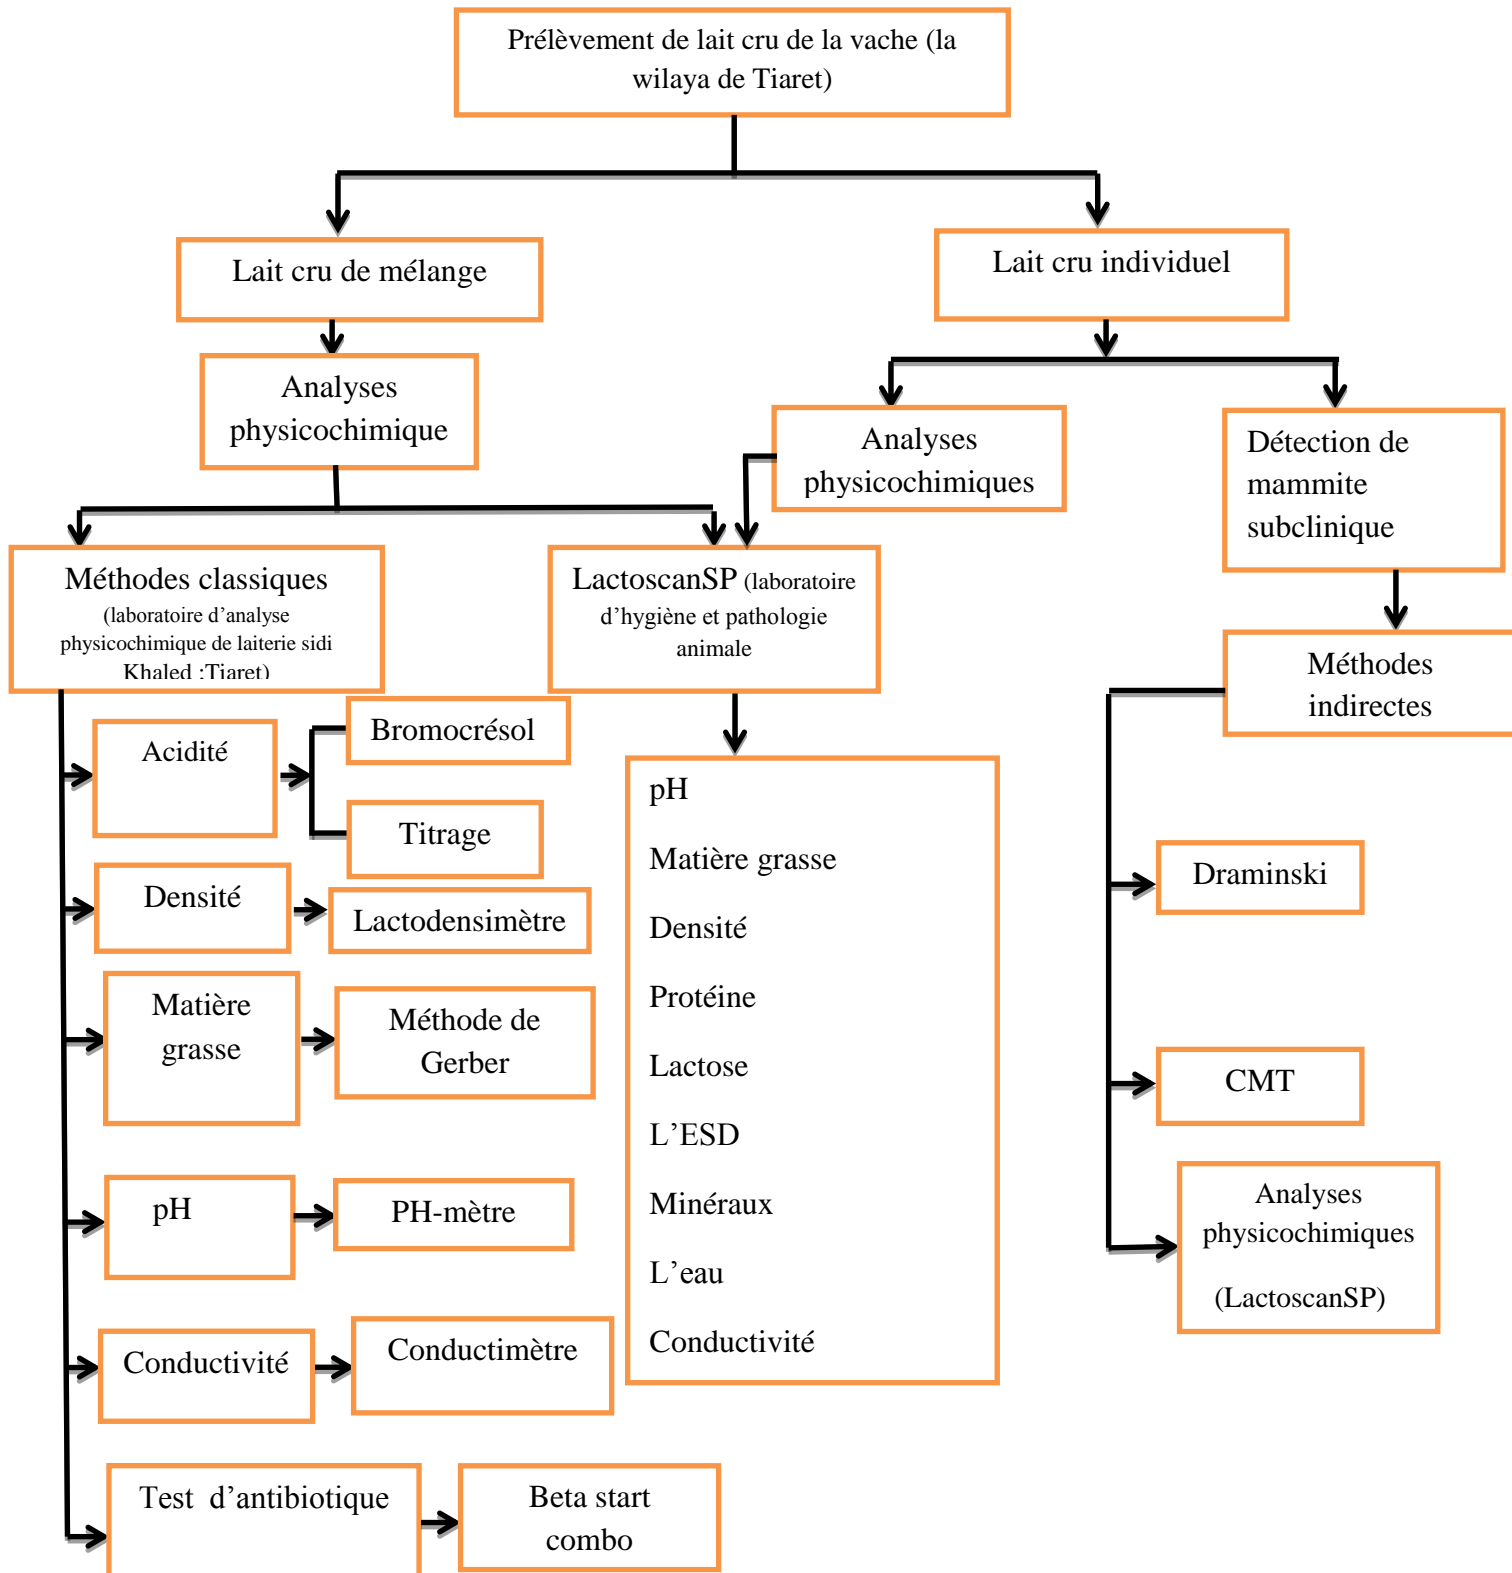 Prélèvement de lait cru de la vache (la
wilaya de Tiaret)
Lait cru de mélange
Lait cru individuel
Analyses
physicochimique
Analyses
physicochimiques
Détection de
mammite
subclinique
Méthodes classiques
(laboratoire d’analyse
physicochimique de laiterie sidi
Khaled :Tiaret)
LactoscanSP (laboratoire
d’hygiène et pathologie
animale
Méthodes
indirectes
Acidité
Bromocrésol
Titrage
Densité
Lactodensimètre
Matière
grasse
Méthode de
Gerber
pH
PH-mètre
Conductivité
Conductimètre
Test  d’antibiotique
Beta start
combo
pH
Matière grasse
Densité
Protéine
Lactose
L’ESD
Minéraux
L’eau
Conductivité
Draminski
CMT
Analyses
physicochimiques
(LactoscanSP)